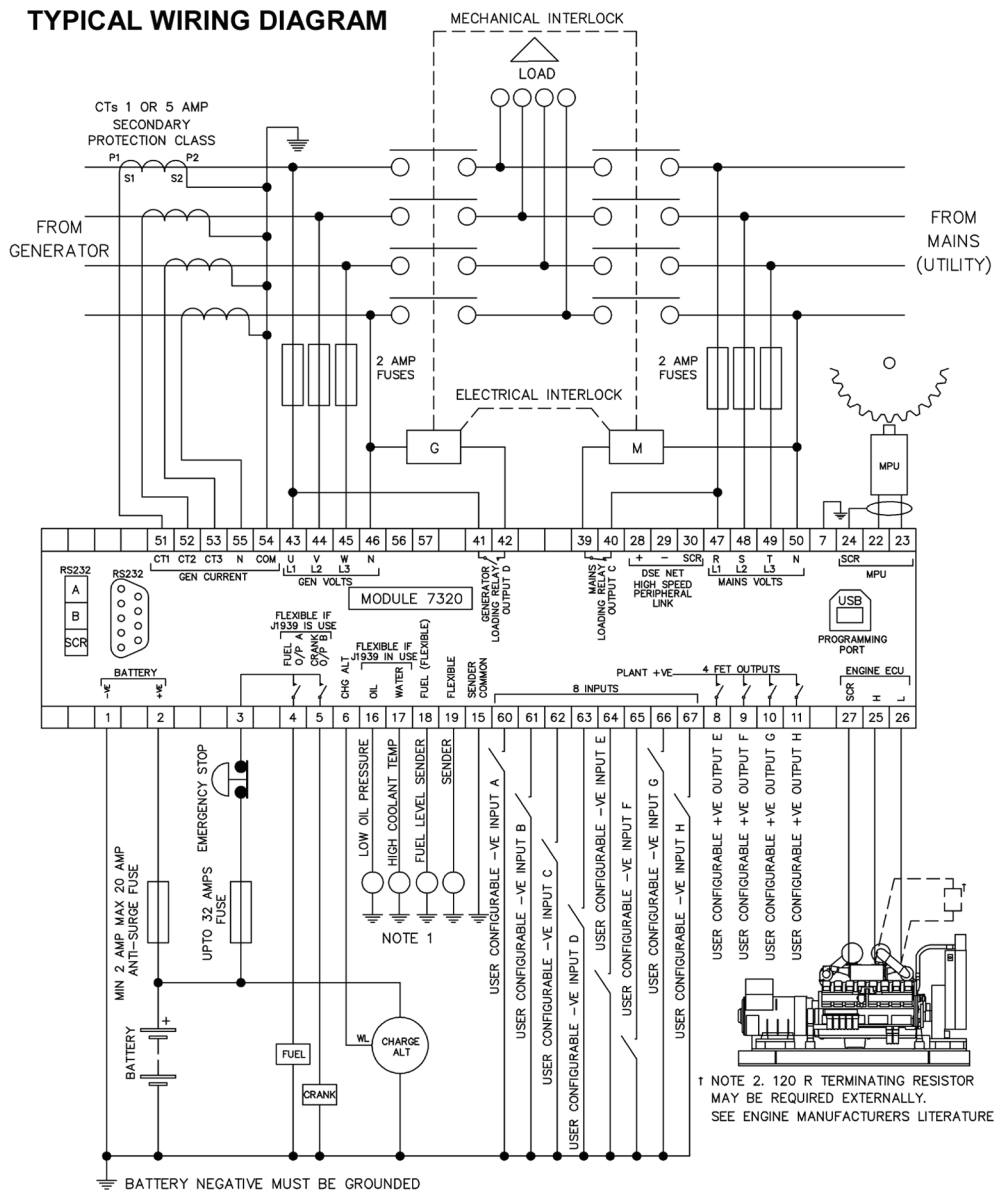 TYPICAL WIRING DIAGRAM
MECHANICAL INTERLOCK
LOAD
CTs 1 OR 5 AMP
SECONDARY
PROTECTION CLASS
P1 P2
S1 S2
FROM
GENERATOR
FROM
MAINS
(UTILITY)
2 AMP
FUSES
2 AMP
FUSES
ELECTRICAL INTERLOCK
G
M
MPU
51 52 53 55 54 43 44 45 46 56 57 41 42 39 40 28 29 30 47 48 49 50 7 24 22 23
CT1 CT2 CT3 N COM U V W N + – SCR R S T N SCR
L1 L2 L3 L1 L2 L3
GEN CURRENT
GEN VOLTS
GENERATOR
LOADING RELAY
OUTPUT D
MAINS
LOADING RELAY
OUTPUT C
DSE NET
HIGH SPEED
PERIPHERAL
LINK
MAINS VOLTS
MPU
RS232
A
B
SCR
RS232
MODULE 7320
USB
PROGRAMMING
PORT
BATTERY
-VE
+VE
FLEXIBLE IF
J1939 IS USE
FUEL
O/P A
CRANK
O/P B
CHG ALT
FLEXIBLE IF
J1939 IN USE
OIL
WATER
FUEL (FLEXIBLE)
FLEXIBLE
SENDER
COMMON
8 INPUTS
PLANT +VE
4 FET OUTPUTS
ENGINE ECU
SCR
H
L
1 2 3 4 5 6 16 17 18 19 15 60 61 62 63 64 65 66 67 8 9 10 11 27 25 26
EMERGENCY STOP
MIN 2 AMP MAX 20 AMP
ANTI-SURGE FUSE
UPTO 32 AMPS
FUSE
LOW OIL PRESSURE
HIGH COOLANT TEMP
FUEL LEVEL SENDER
SENDER
NOTE 1
USER CONFIGURABLE -VE INPUT A
USER CONFIGURABLE -VE INPUT B
USER CONFIGURABLE -VE INPUT C
USER CONFIGURABLE -VE INPUT D
USER CONFIGURABLE -VE INPUT E
USER CONFIGURABLE -VE INPUT F
USER CONFIGURABLE -VE INPUT G
USER CONFIGURABLE -VE INPUT H
USER CONFIGURABLE +VE OUTPUT E
USER CONFIGURABLE +VE OUTPUT F
USER CONFIGURABLE +VE OUTPUT G
USER CONFIGURABLE +VE OUTPUT H
†
BATTERY
+
FUEL
CRANK
WL
CHARGE
ALT
† NOTE 2. 120 R TERMINATING RESISTOR
MAY BE REQUIRED EXTERNALLY.
SEE ENGINE MANUFACTURERS LITERATURE
BATTERY NEGATIVE MUST BE GROUNDED